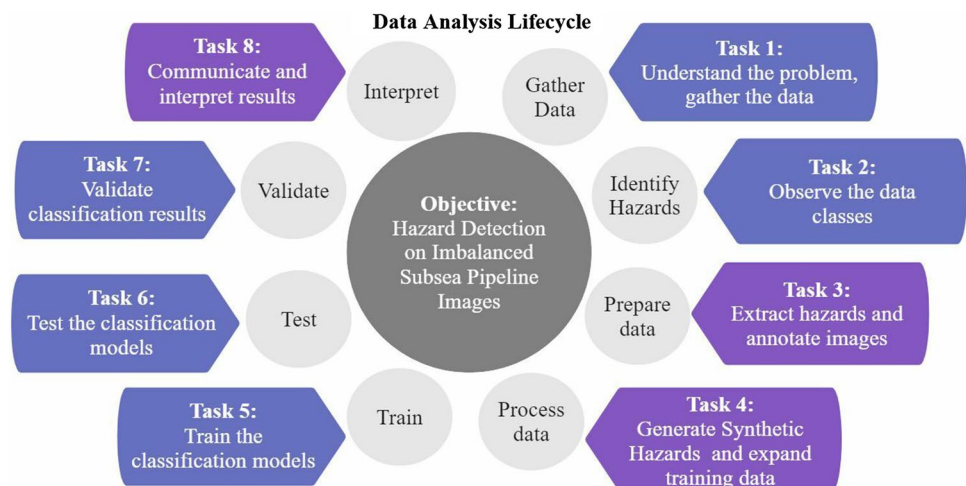 Data Analysis Lifecycle
Task 8:
Communicate and
interpret results
Interpret
Gather
Data
Task 1:
Understand the problem,
gather the data
Task 7:
Validate
classification results
Validate
Objective:
Hazard Detection
on Imbalanced
Subsea Pipeline
Images
Identify
Hazards
Task 2:
Observe the data
classes
Task 6:
Test the classification
models
Test
Prepare
data
Task 3:
Extract hazards and
annotate images
Task 5:
Train the
classification models
Train
Process
data
Task 4:
Generate Synthetic
Hazards and expand
training data